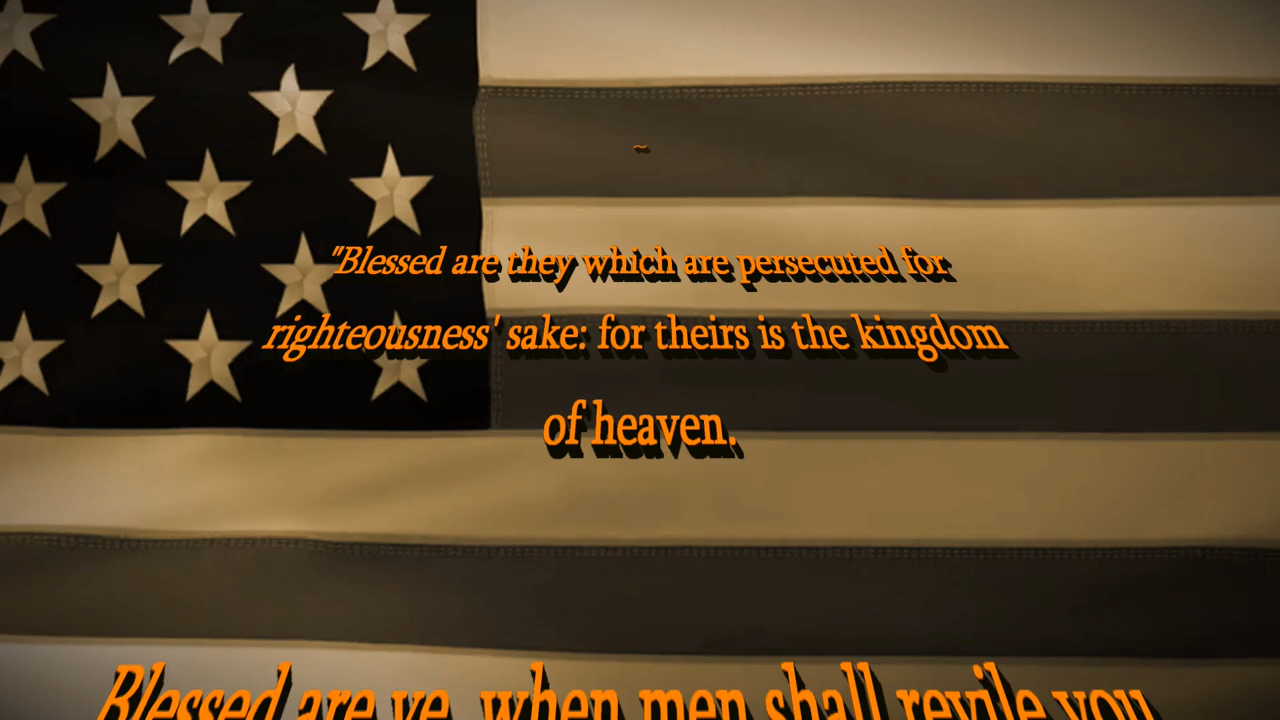 ~
"Blessed are they which are persecuted for
righteousness' sake: for theirs is the kingdom
of heaven.
Blessed are ye, when men shall revile you,